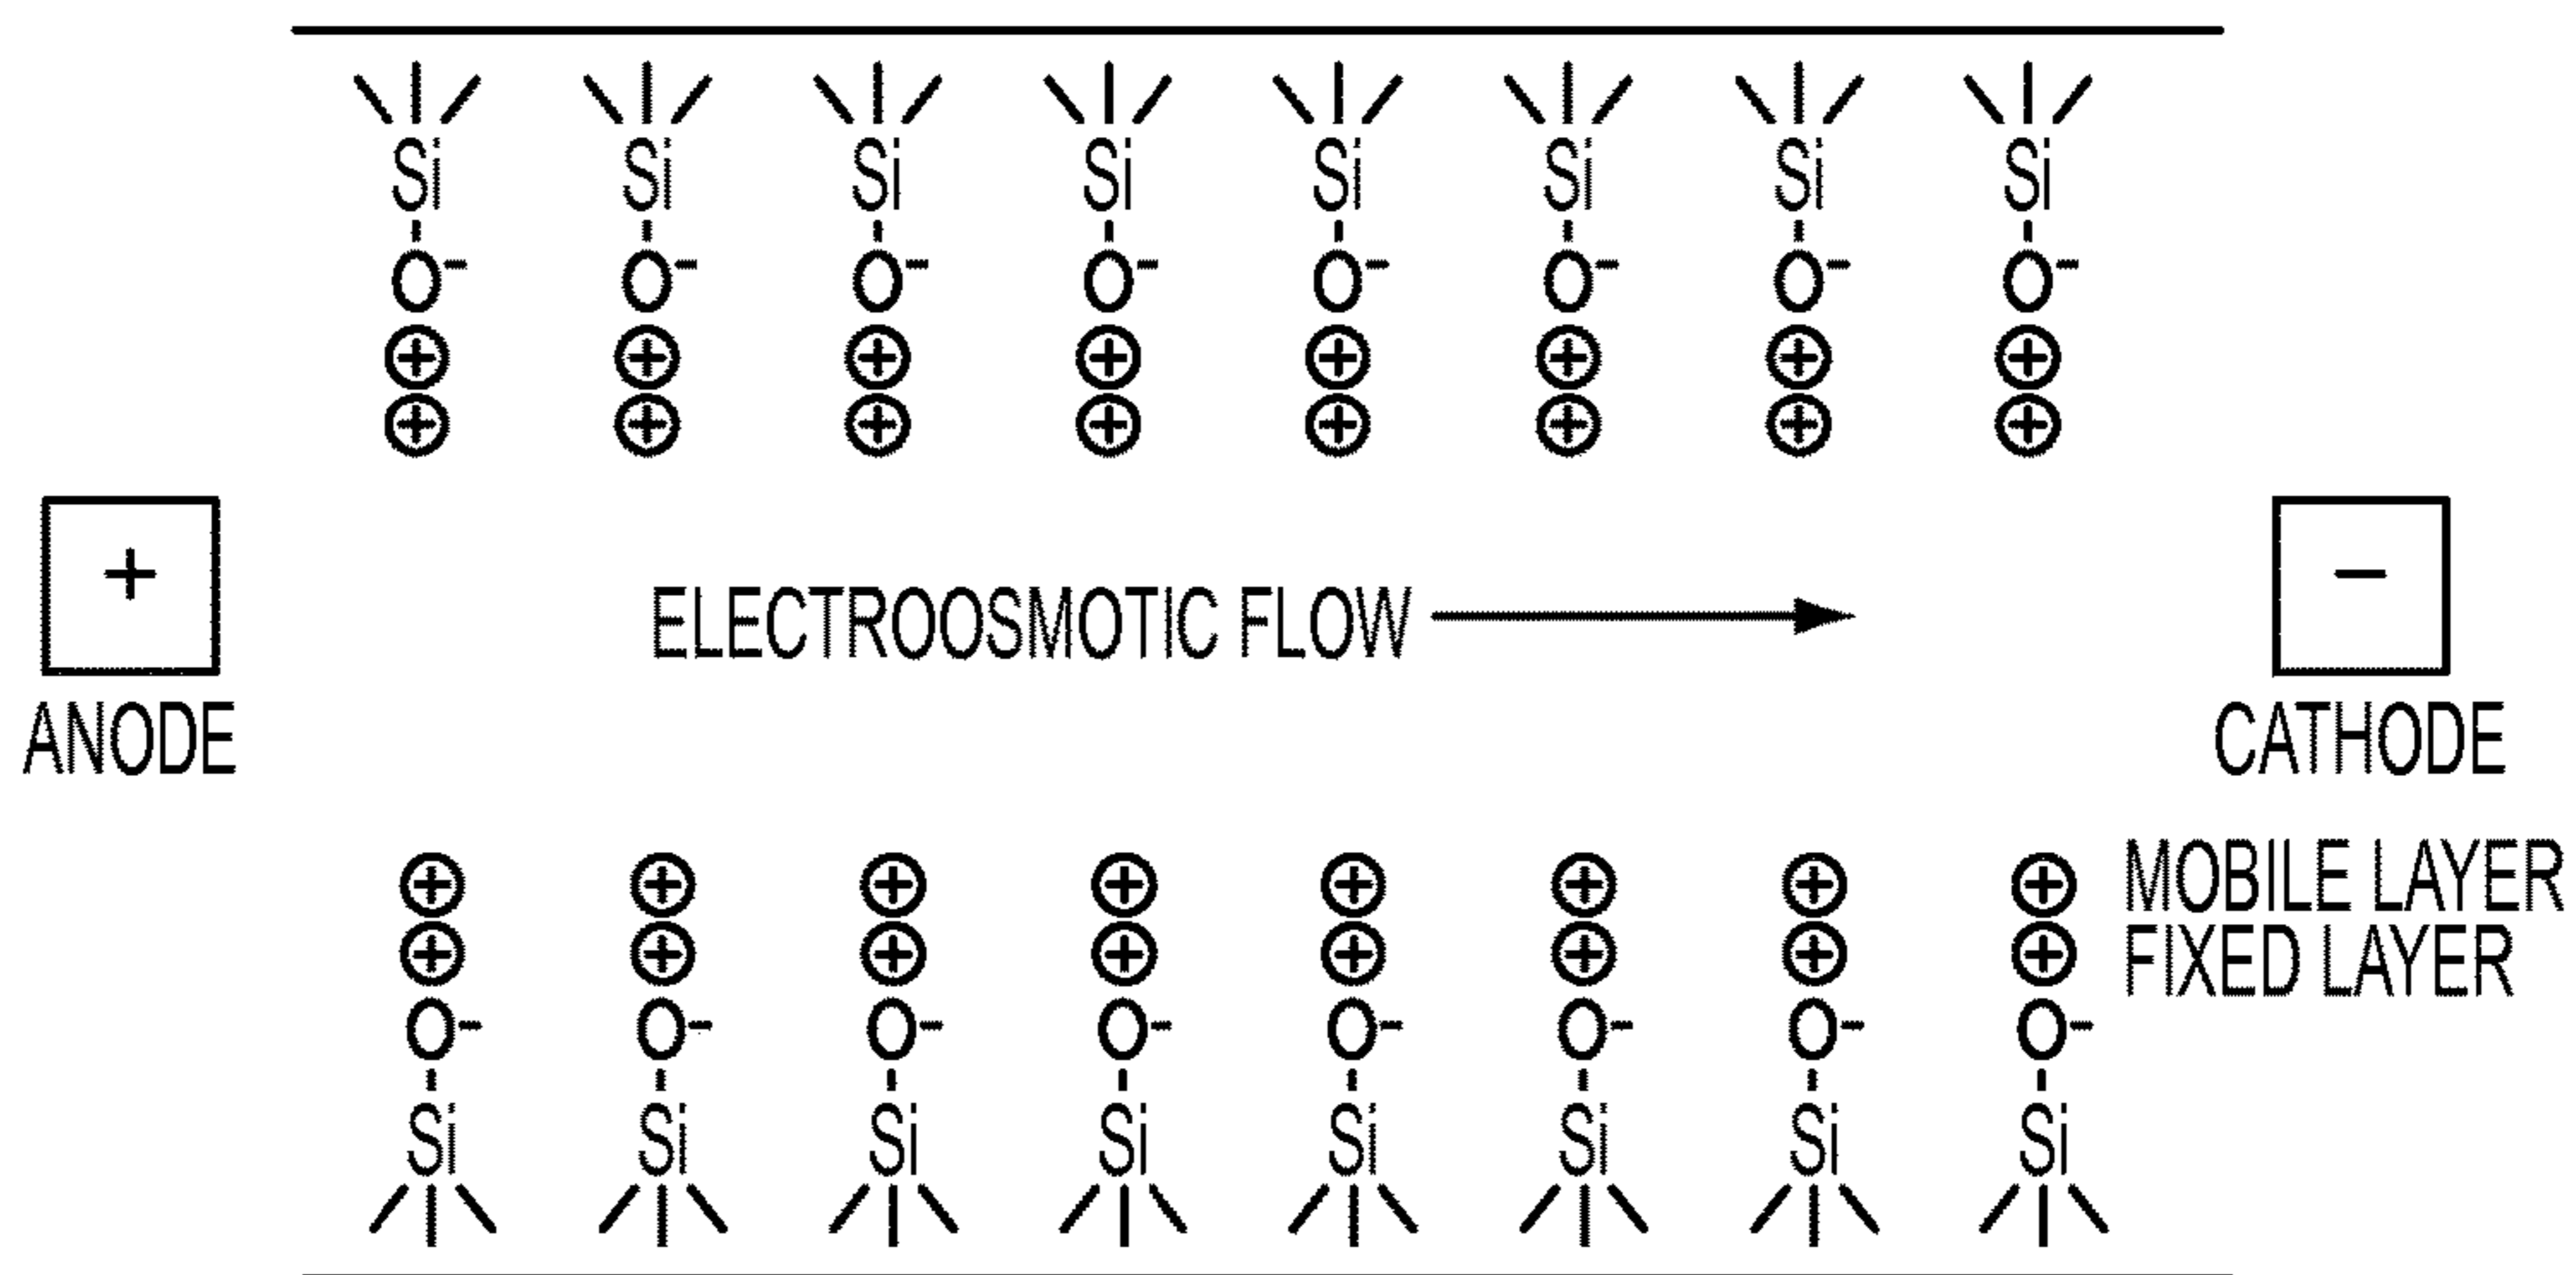 Si Si Si Si Si Si Si Si
O⁻ O⁻ O⁻ O⁻ O⁻ O⁻ O⁻ O⁻
⊕ ⊕ ⊕ ⊕ ⊕ ⊕ ⊕ ⊕
⊕ ⊕ ⊕ ⊕ ⊕ ⊕ ⊕ ⊕
+
−
ELECTROOSMOTIC FLOW
ANODE
CATHODE
⊕ ⊕ ⊕ ⊕ ⊕ ⊕ ⊕ ⊕ MOBILE LAYER
⊕ ⊕ ⊕ ⊕ ⊕ ⊕ ⊕ ⊕ FIXED LAYER
O⁻ O⁻ O⁻ O⁻ O⁻ O⁻ O⁻ O⁻
Si Si Si Si Si Si Si Si